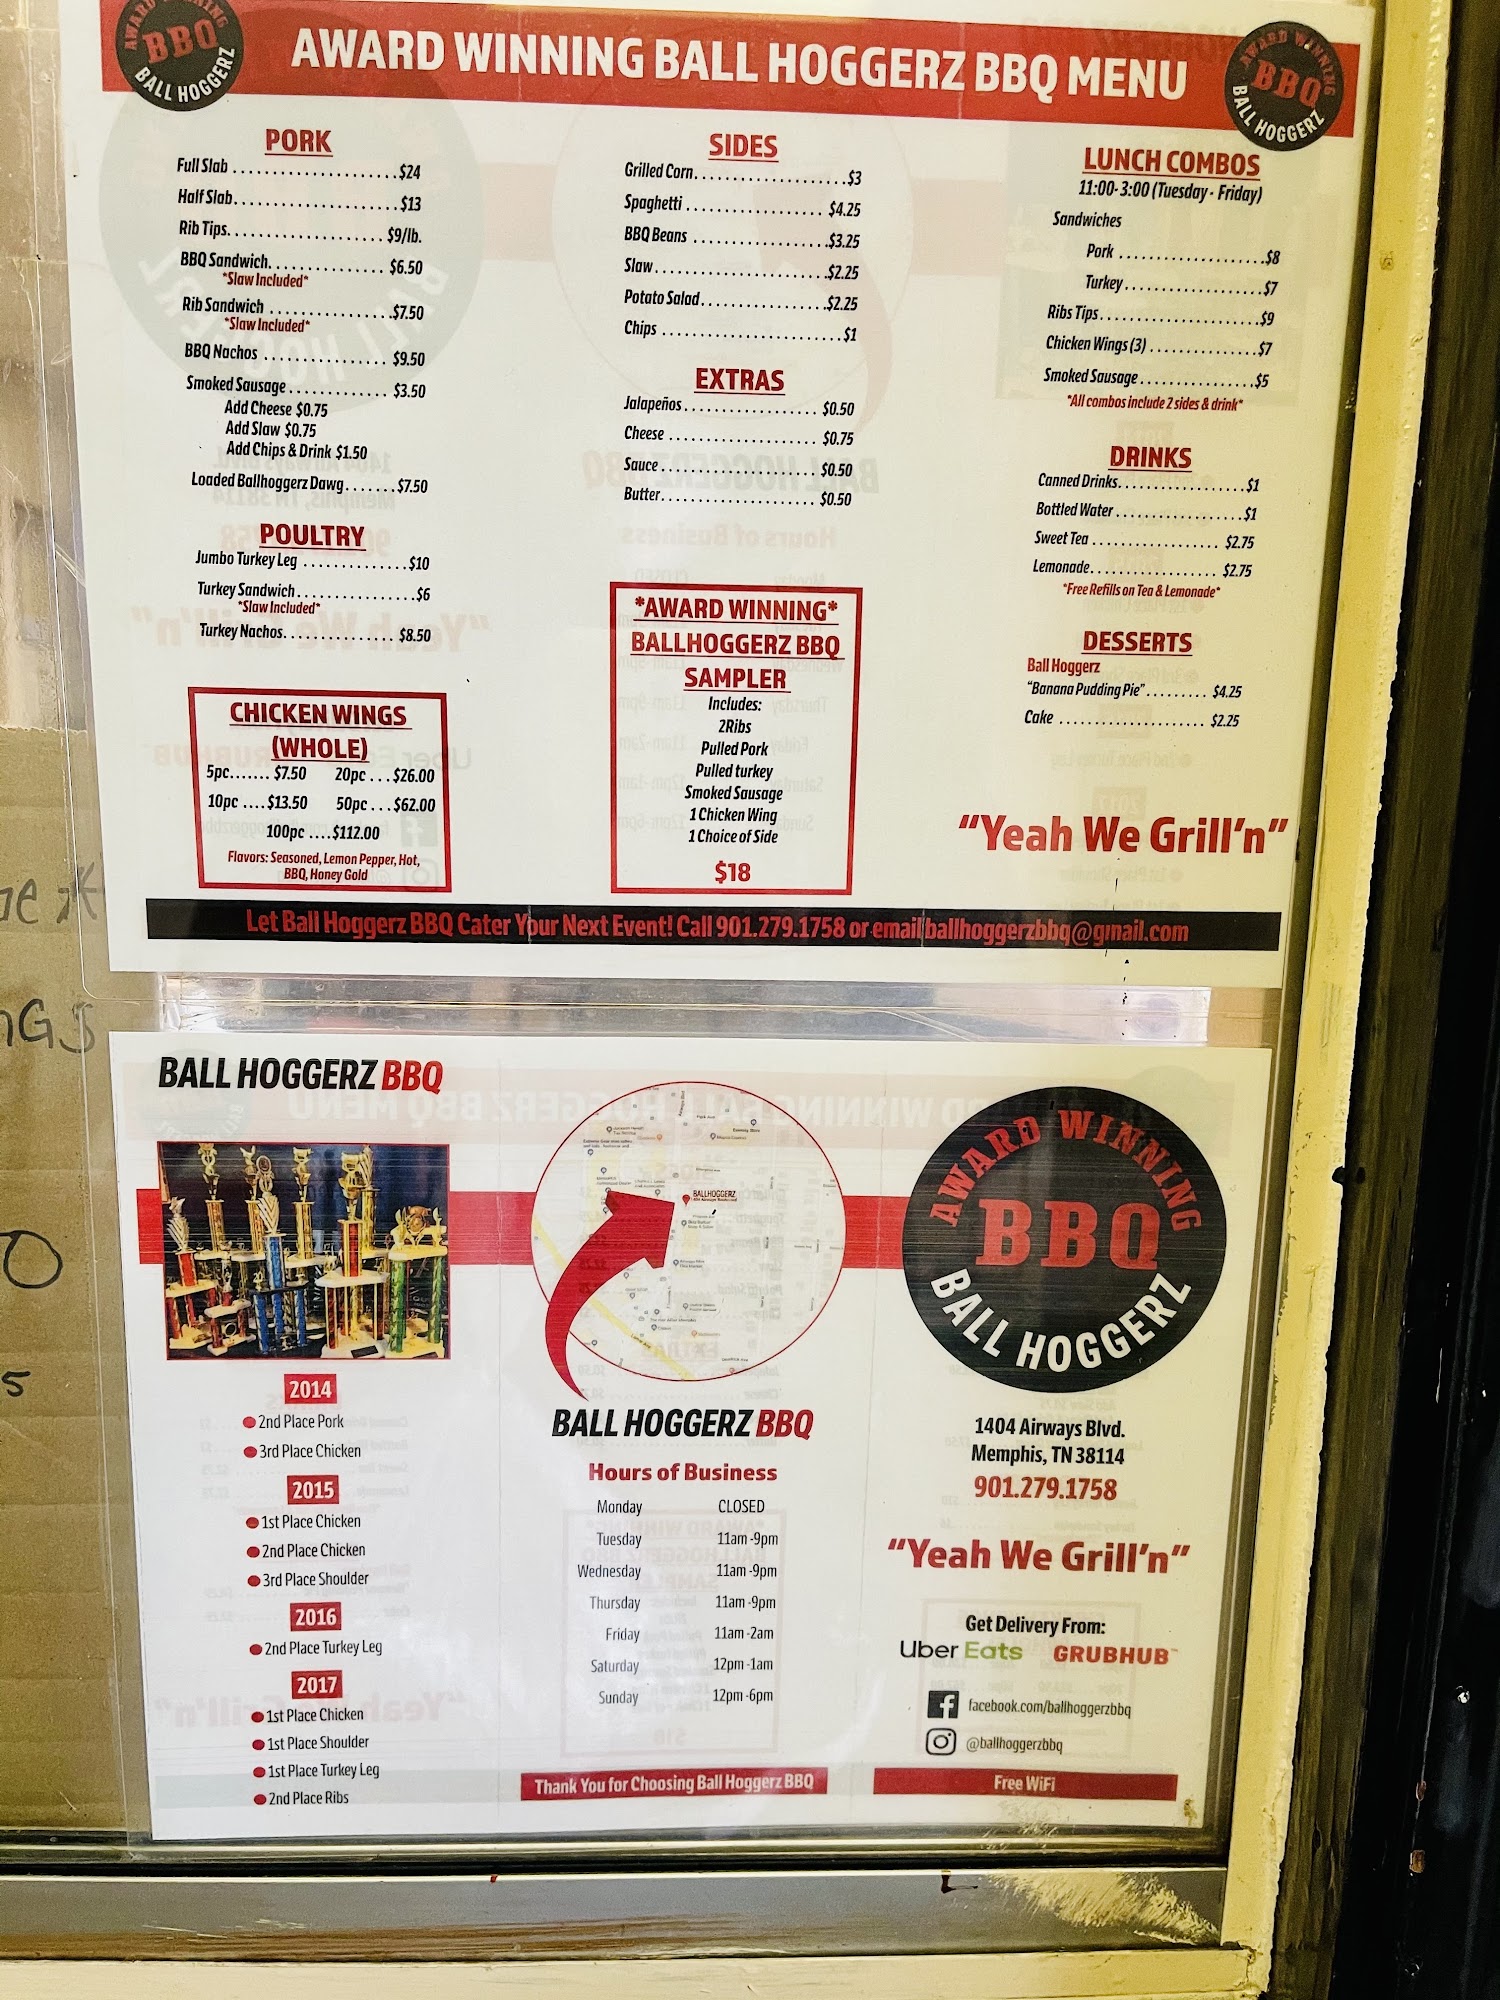 AWARD WINNING
BBQ
BALL HOGGERZ
AWARD WINNING BALL HOGGERZ BBQ MENU
AWARD WINNING
BBQ
BALL HOGGERZ
PORK
Full Slab ..................... $24
Half Slab..................... $13
Rib Tips.................... $9/lb.
BBQ Sandwich............... $6.50
*Slaw Included*
Rib Sandwich ................ $7.50
*Slaw Included*
BBQ Nachos ................ $9.50
Smoked Sausage............. $3.50
Add Cheese $0.75
Add Slaw $0.75
Add Chips & Drink $1.50
Loaded Ballhoggerz Dawg....... $7.50
POULTRY
Jumbo Turkey Leg ............. $10
Turkey Sandwich............... $6
*Slaw Included*
Turkey Nachos............... $8.50
CHICKEN WINGS
(WHOLE)
5pc....... $7.50 20pc ... $26.00
10pc .... $13.50 50pc ... $62.00
100pc .... $112.00
Flavors: Seasoned, Lemon Pepper, Hot,
BBQ, Honey Gold
SIDES
Grilled Corn.................... $3
Spaghetti .................. $4.25
BBQ Beans ................. $3.25
Slaw....................... $2.25
Potato Salad................ $2.25
Chips ........................ $1
EXTRAS
Jalapeños................. $0.50
Cheese ................... $0.75
Sauce ..................... $0.50
Butter.................... $0.50
*AWARD WINNING*
BALLHOGGERZ BBQ
SAMPLER
Includes:
2Ribs
Pulled Pork
Pulled turkey
Smoked Sausage
1 Chicken Wing
1 Choice of Side
$18
LUNCH COMBOS
11:00- 3:00 (Tuesday - Friday)
Sandwiches
Pork ................... $8
Turkey.................. $7
Ribs Tips..................... $9
Chicken Wings (3) .............. $7
Smoked Sausage ............... $5
*All combos include 2 sides & drink*
DRINKS
Canned Drinks................. $1
Bottled Water ................. $1
Sweet Tea ................. $2.75
Lemonade................. $2.75
*Free Refills on Tea & Lemonade*
DESSERTS
Ball Hoggerz
"Banana Pudding Pie"......... $4.25
Cake ..................... $2.25
"Yeah We Grill'n"
Let Ball Hoggerz BBQ Cater Your Next Event! Call 901.279.1758 or email ballhoggerzbbq@gmail.com
BALL HOGGERZ BBQ
2014
2nd Place Pork
3rd Place Chicken
2015
1st Place Chicken
2nd Place Chicken
3rd Place Shoulder
2016
2nd Place Turkey Leg
2017
1st Place Chicken
1st Place Shoulder
1st Place Turkey Leg
2nd Place Ribs
BALLHOGGERZ
BALL HOGGERZ BBQ
Hours of Business
Monday CLOSED
Tuesday 11am -9pm
Wednesday 11am -9pm
Thursday 11am -9pm
Friday 11am -2am
Saturday 12pm -1am
Sunday 12pm -6pm
Thank You for Choosing Ball Hoggerz BBQ
AWARD WINNING
BBQ
BALL HOGGERZ
1404 Airways Blvd.
Memphis, TN 38114
901.279.1758
"Yeah We Grill'n"
Get Delivery From:
Uber Eats GRUBHUB
facebook.com/ballhoggerzbbq
@ballhoggerzbbq
Free WiFi